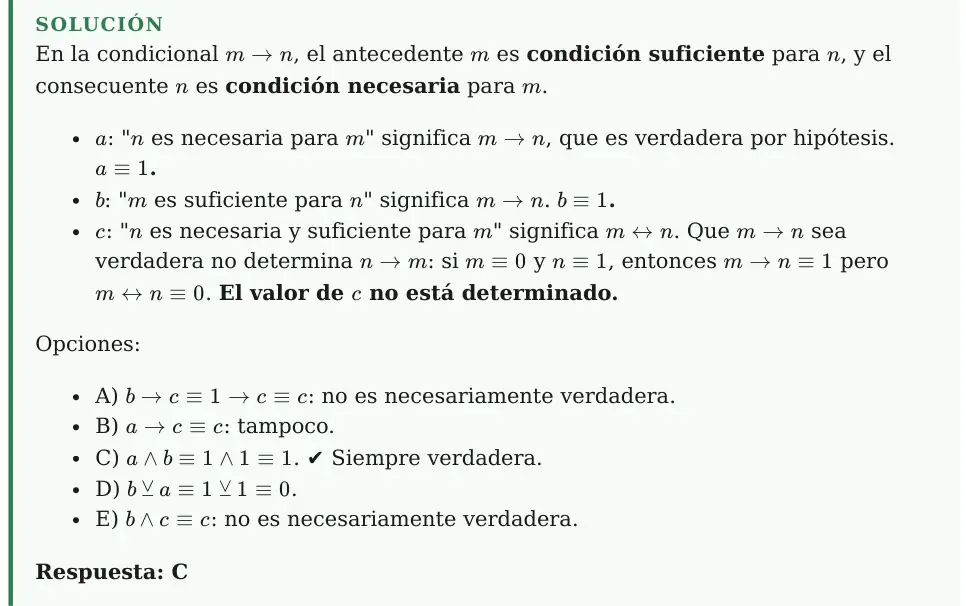 SOLUCIÓN
En la condicional m → n, el antecedente m es condición suficiente para n, y el
consecuente n es condición necesaria para m.
• a: "n es necesaria para m" significa m → n, que es verdadera por hipótesis.
a ≡ 1.
• b: "m es suficiente para n" significa m → n. b ≡ 1.
• c: "n es necesaria y suficiente para m" significa m ↔ n. Que m → n sea
verdadera no determina n → m: si m ≡ 0 y n ≡ 1, entonces m → n ≡ 1 pero
m ↔ n ≡ 0. El valor de c no está determinado.
Opciones:
• A) b → c ≡ 1 → c ≡ c: no es necesariamente verdadera.
• B) a → c ≡ c: tampoco.
• C) a ∧ b ≡ 1 ∧ 1 ≡ 1. ✔ Siempre verdadera.
• D) b ⊻ a ≡ 1 ⊻ 1 ≡ 0.
• E) b ∧ c ≡ c: no es necesariamente verdadera.
Respuesta: C